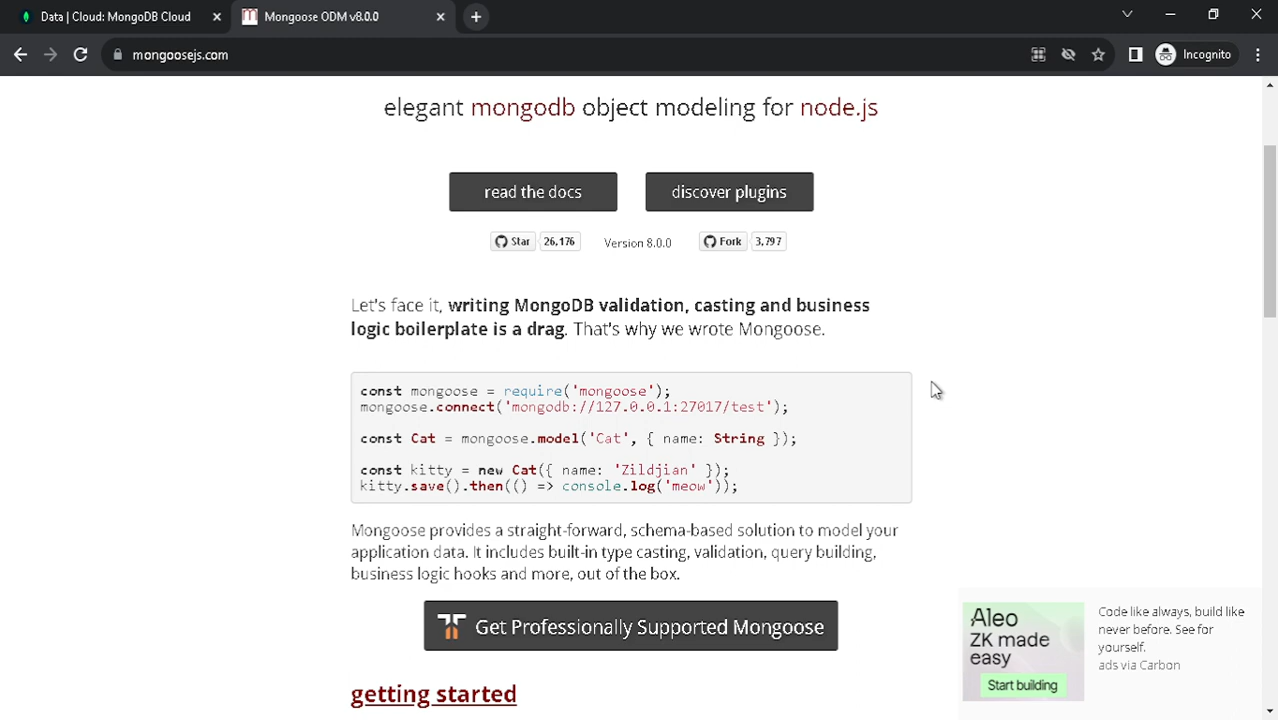 Data | Cloud: MongoDB Cloud
Mongoose ODM v8.0.0
mongoosejs.com
Incognito
elegant mongodb object modeling for node.js
read the docs
discover plugins
Star 26,176
Version 8.0.0
Fork 3,797
Let's face it, writing MongoDB validation, casting and business
logic boilerplate is a drag. That's why we wrote Mongoose.
const mongoose = require('mongoose');
mongoose.connect('mongodb://127.0.0.1:27017/test');
const Cat = mongoose.model('Cat', { name: String });
const kitty = new Cat({ name: 'Zildjian' });
kitty.save().then(() => console.log('meow'));
Mongoose provides a straight-forward, schema-based solution to model your
application data. It includes built-in type casting, validation, query building,
business logic hooks and more, out of the box.
Get Professionally Supported Mongoose
getting started
Aleo
ZK made
easy
Start building
Code like always, build like
never before. See for
yourself.
ads via Carbon